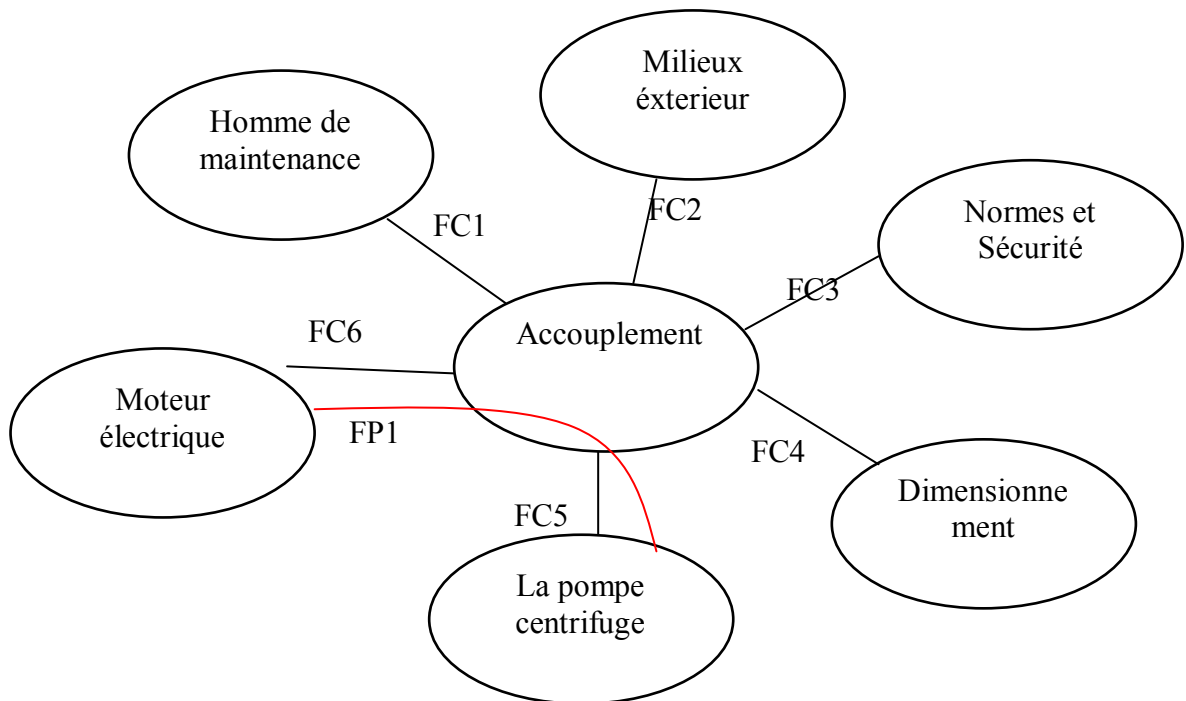 Milieux
éxterieur
Homme de
maintenance
FC1
FC2
Normes et
Sécurité
FC3
Accouplement
FC6
Moteur
électrique
FP1
FC4
Dimensionne
ment
FC5
La pompe
centrifuge